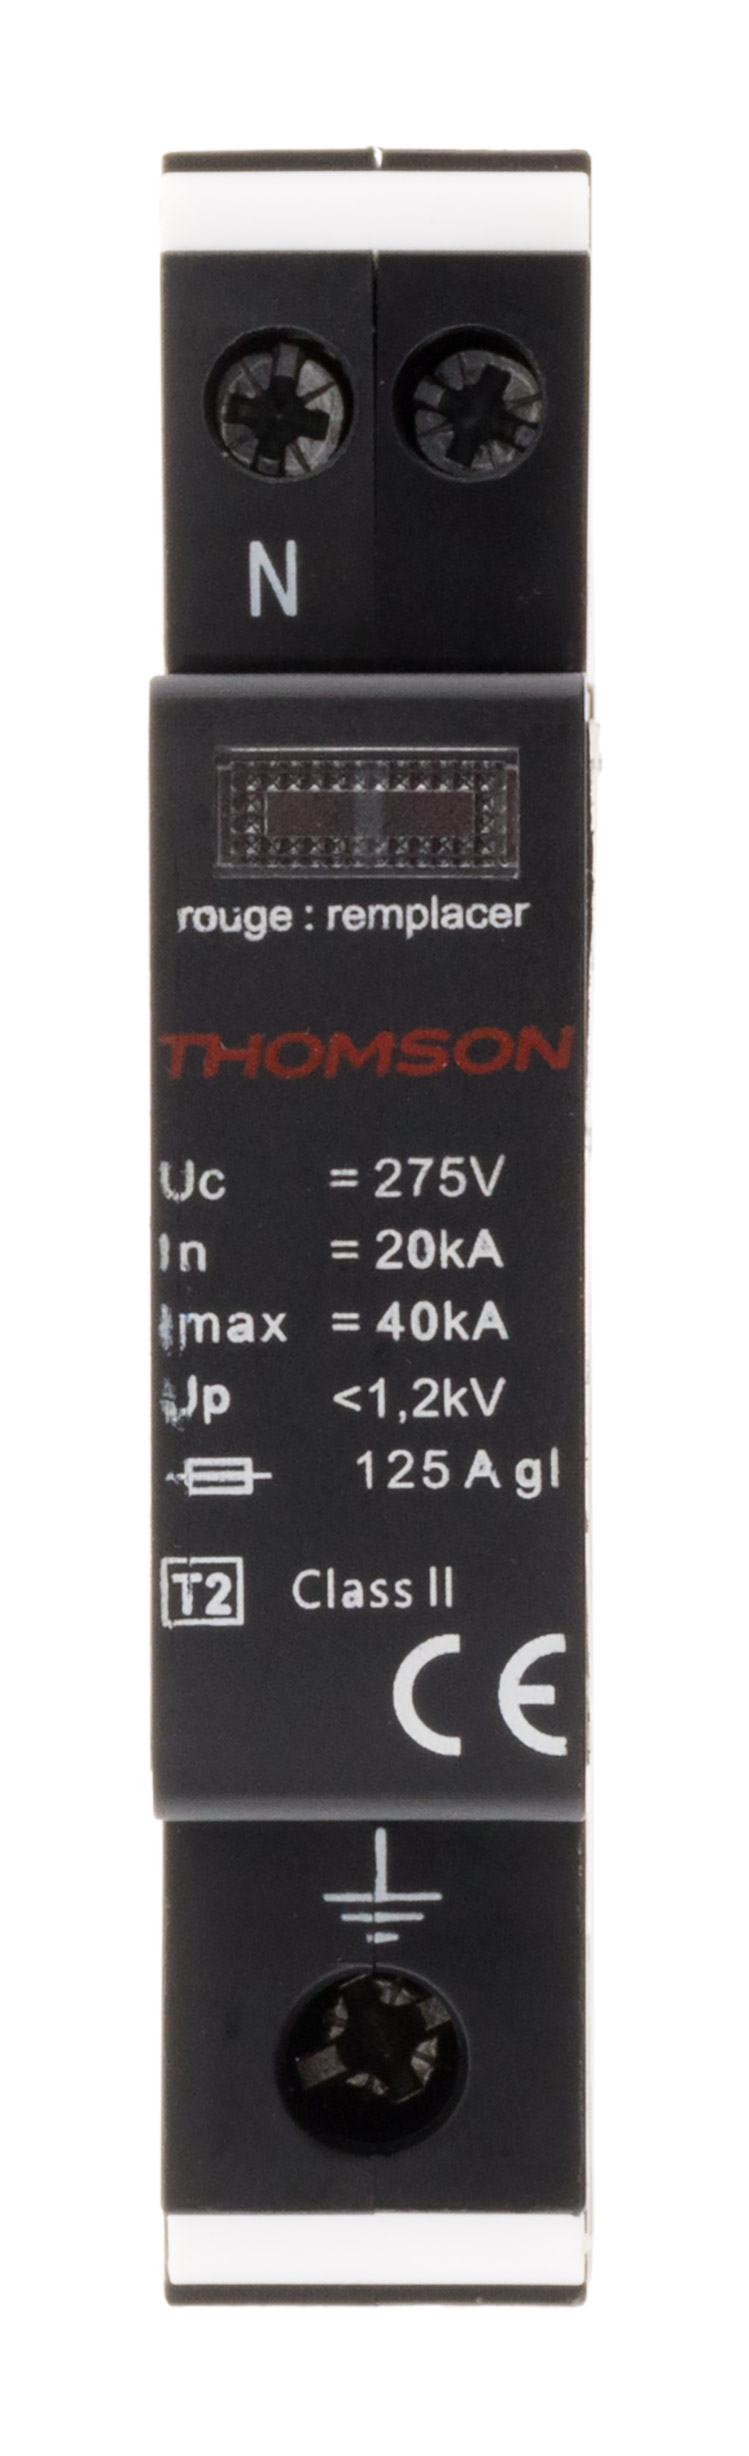 N
rouge : remplacer
THOMSON
Uc = 275V
In = 20kA
Imax = 40kA
Up <1,2kV
125 A gl
T2 Class II
CE